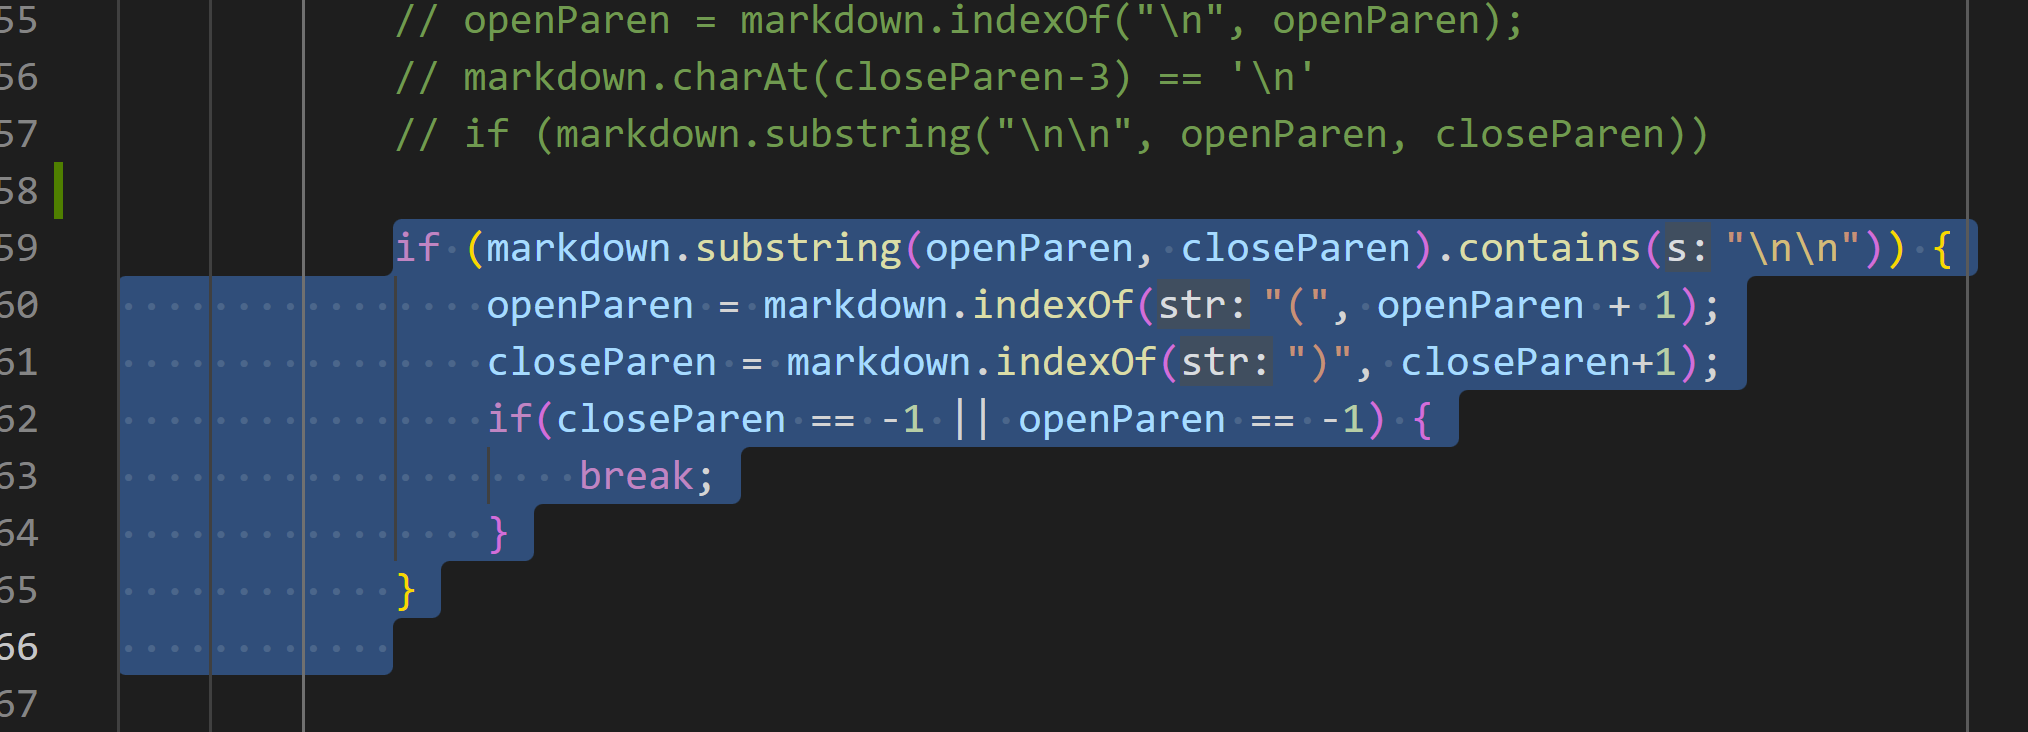 55 // openParen = markdown.indexOf("\n", openParen);
56 // markdown.charAt(closeParen-3) == '\n'
57 // if (markdown.substring("\n\n", openParen, closeParen))
58
59 if (markdown.substring(openParen, closeParen).contains(s: "\n\n")) {
60 openParen = markdown.indexOf(str: "(", openParen + 1);
61 closeParen = markdown.indexOf(str: ")", closeParen+1);
62 if(closeParen == -1 || openParen == -1) {
63 break;
64 }
65 }
66
67